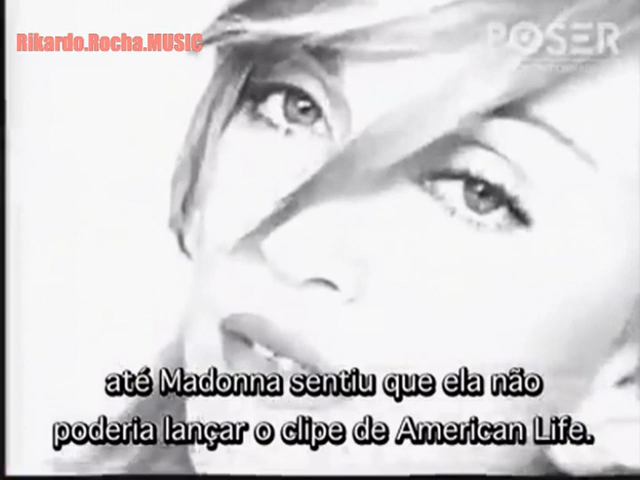 Rikardo.Rocha.MUSIC
POSER
até Madonna sentiu que ela não
poderia lançar o clipe de American Life.